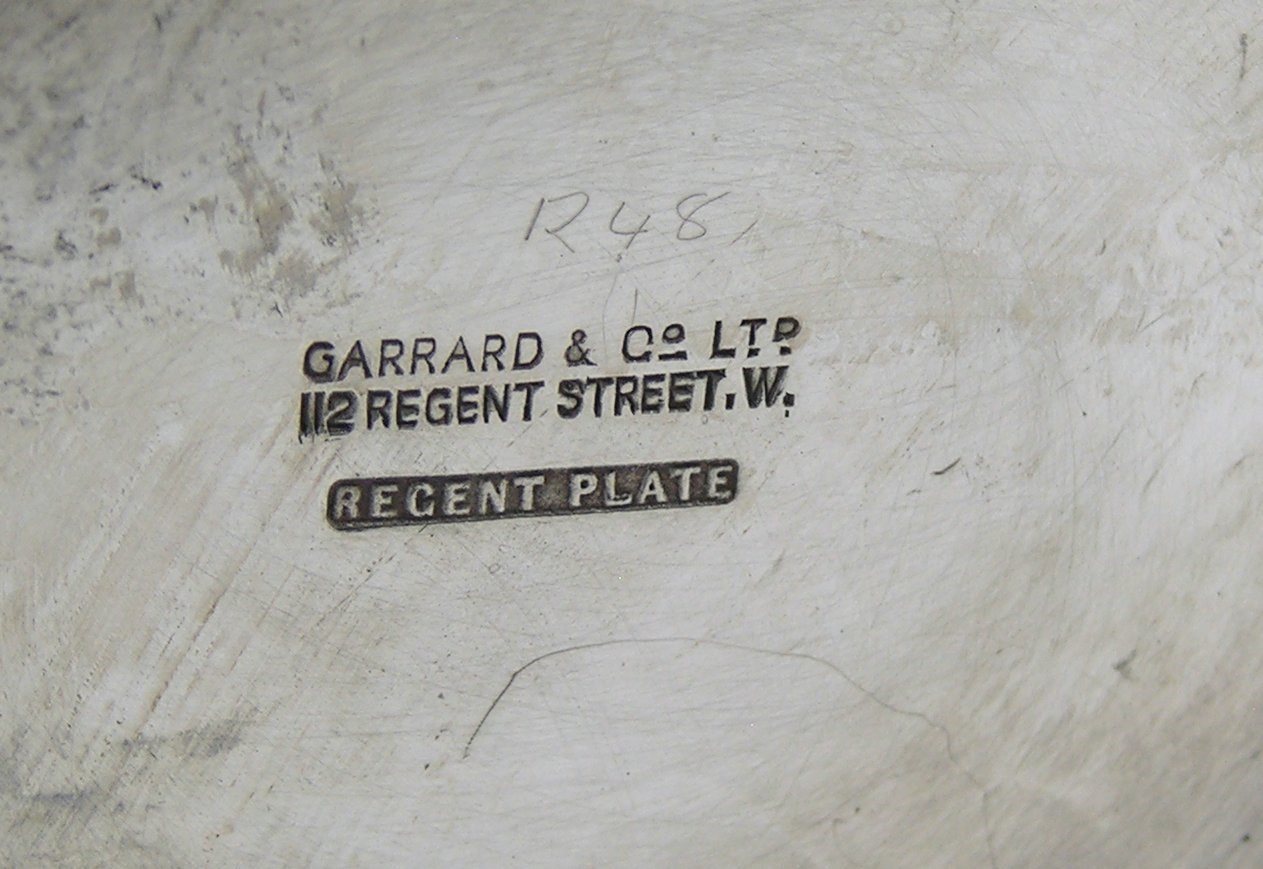 R48
GARRARD & Cº LTD
112 REGENT STREET. W.
REGENT PLATE